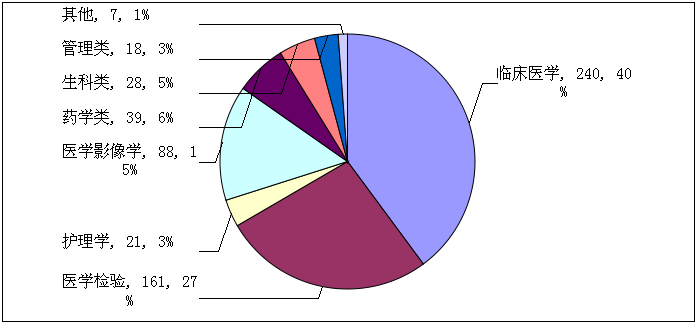 其他, 7, 1%
管理类, 18, 3%
生科类, 28, 5%
药学类, 39, 6%
医学影像学, 88, 1
5%
护理学, 21, 3%
医学检验, 161, 27
%
临床医学, 240, 40
%